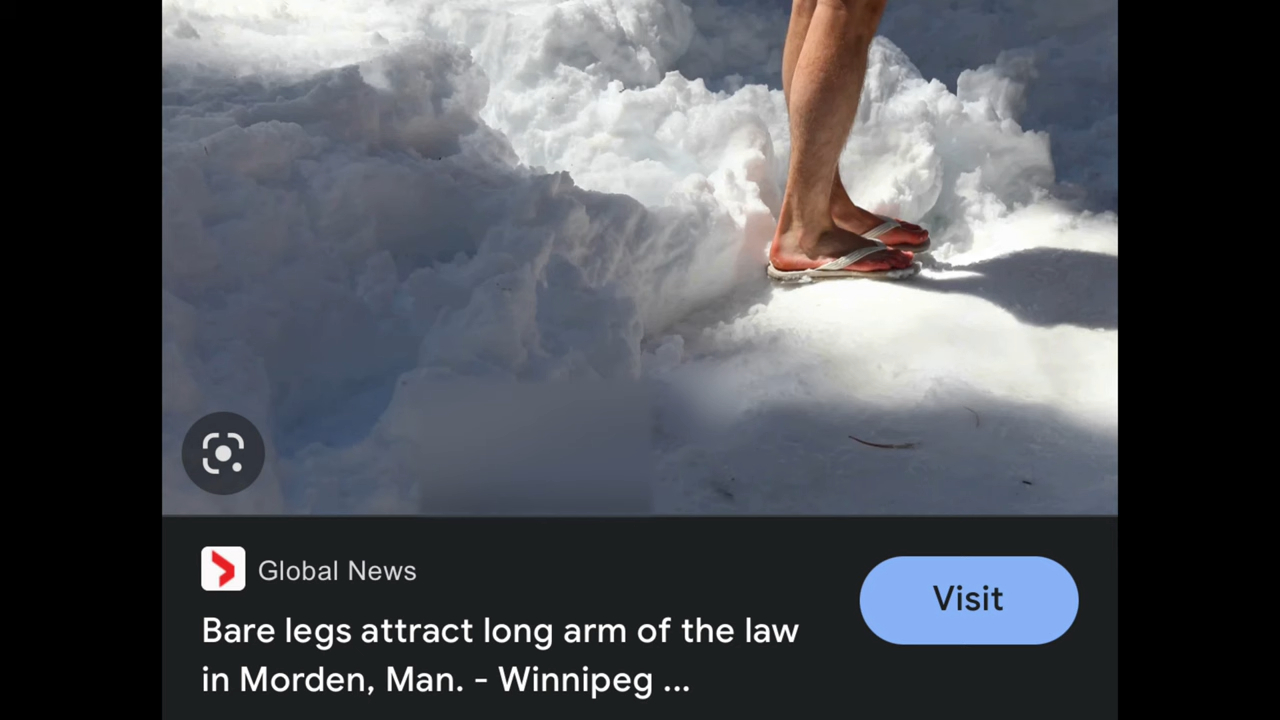 Global News
Visit
Bare legs attract long arm of the law
in Morden, Man. - Winnipeg ...